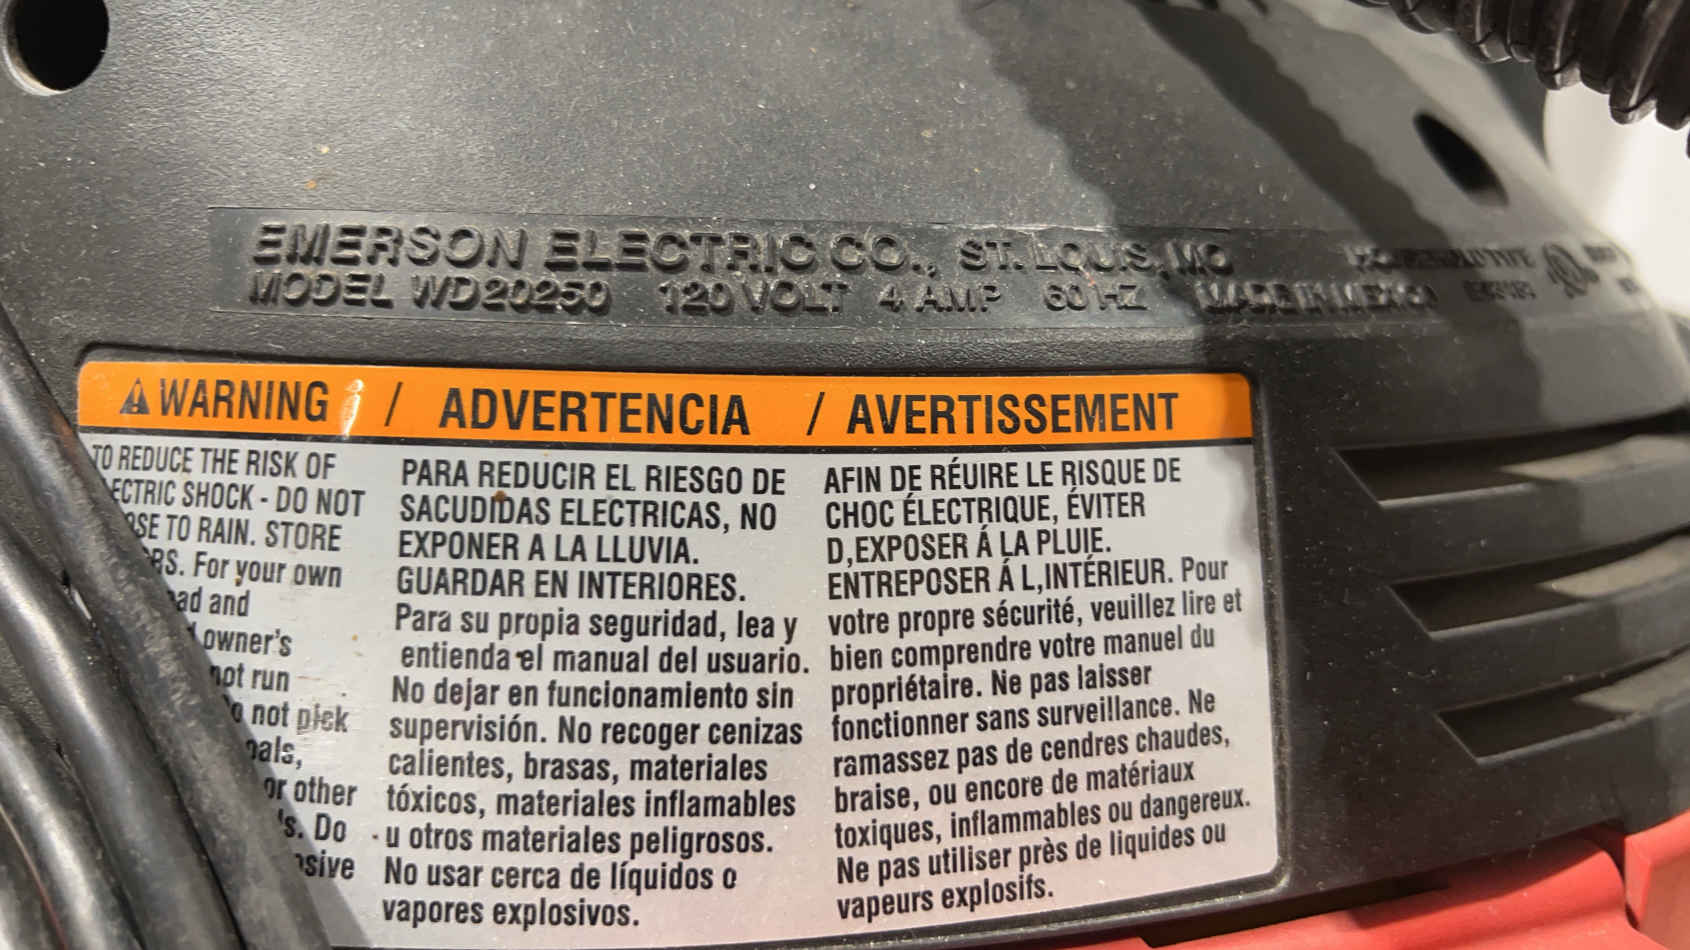 EMERSON ELECTRIC CO., ST. LOUIS, MO
MODEL WD20250 120 VOLT 4 AMP 60 HZ MADE IN MEXICO
WARNING / ADVERTENCIA / AVERTISSEMENT
TO REDUCE THE RISK OF
SHOCK - DO NOT
TO RAIN. STORE
For your own
and
owner's
not run
not pick
or other
Do
PARA REDUCIR EL RIESGO DE
SACUDIDAS ELECTRICAS, NO
EXPONER A LA LLUVIA.
GUARDAR EN INTERIORES.
Para su propia seguridad, lea y
entienda el manual del usuario.
No dejar en funcionamiento sin
supervisión. No recoger cenizas
calientes, brasas, materiales
tóxicos, materiales inflamables
u otros materiales peligrosos.
No usar cerca de líquidos o
vapores explosivos.
AFIN DE RÉUIRE LE RISQUE DE
CHOC ÉLECTRIQUE, ÉVITER
D,EXPOSER Á LA PLUIE.
ENTREPOSER Á L,INTÉRIEUR. Pour
votre propre sécurité, veuillez lire et
bien comprendre votre manuel du
propriétaire. Ne pas laisser
fonctionner sans surveillance. Ne
ramassez pas de cendres chaudes,
braise, ou encore de matériaux
toxiques, inflammables ou dangereux.
Ne pas utiliser près de liquides ou
vapeurs explosifs.